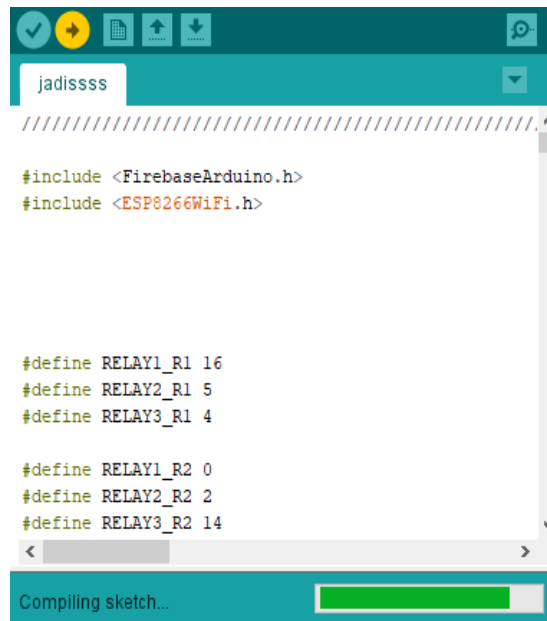 jadissss
////////////////////////////////////////////////////
#include <FirebaseArduino.h>
#include <ESP8266WiFi.h>
#define RELAY1_R1 16
#define RELAY2_R1 5
#define RELAY3_R1 4
#define RELAY1_R2 0
#define RELAY2_R2 2
#define RELAY3_R2 14
Compiling sketch...